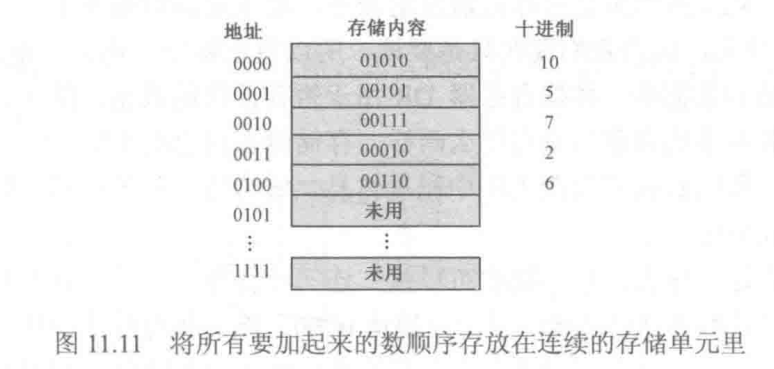 地址 存储内容 十进制
0000 01010 10
0001 00101 5
0010 00111 7
0011 00010 2
0100 00110 6
0101 未用
⋮ ⋮
1111 未用
图 11.11 将所有要加起来的数顺序存放在连续的存储单元里